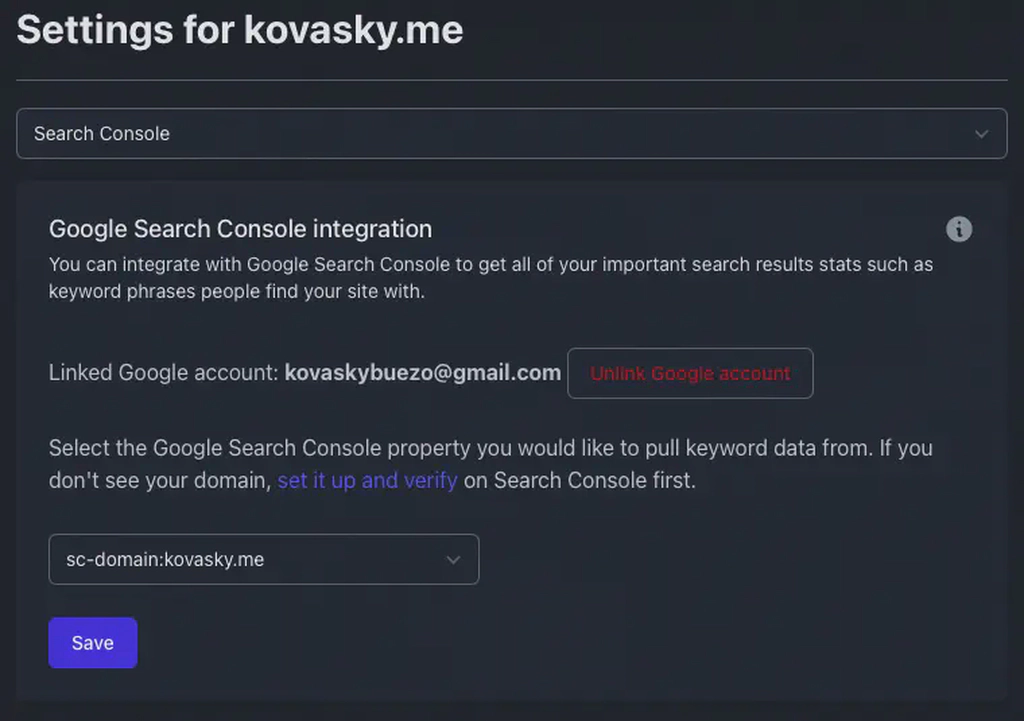 Settings for kovasky.me
Search Console
Google Search Console integration
You can integrate with Google Search Console to get all of your important search results stats such as
keyword phrases people find your site with.
Linked Google account: kovaskybuezo@gmail.com Unlink Google account
Select the Google Search Console property you would like to pull keyword data from. If you
don't see your domain, set it up and verify on Search Console first.
sc-domain:kovasky.me
Save